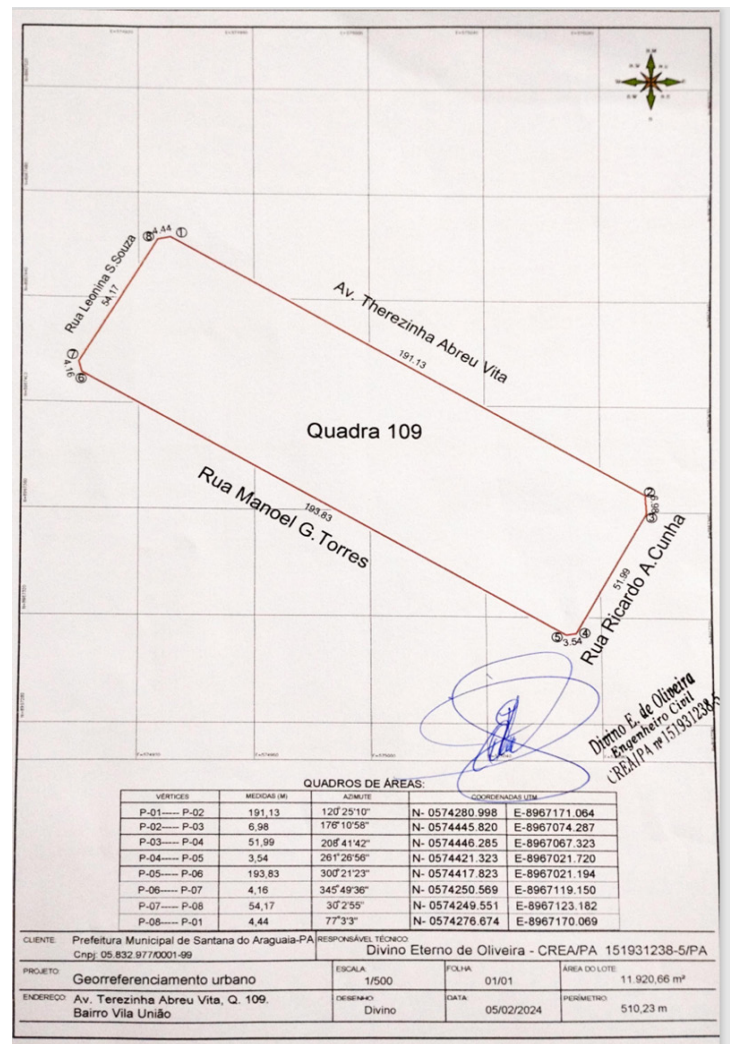 8 4.44 1
Rua Leonina S.Souza
54.17
7
4.16
6
Av. Therezinha Abreu Vita
191.13
Quadra 109
Rua Manoel G.Torres
193.83
2
3
51.99
Rua Ricardo A.Cunha
5 3.54 4
Divino E. de Oliveira
Engenheiro Civil
CREA/PA nº 151931238-5
QUADROS DE ÁREAS:
VÉRTICES MEDIDAS (M) AZIMUTE COORDENADAS UTM
P-01----- P-02 191,13 120°25'10" N- 0574280.998 E-8967171.064
P-02----- P-03 6,98 176°10'58" N- 0574445.820 E-8967074.287
P-03----- P-04 51,99 208°41'42" N- 0574446.285 E-8967067.323
P-04----- P-05 3,54 261°26'56" N- 0574421.323 E-8967021.720
P-05----- P-06 193,83 300°21'23" N- 0574417.823 E-8967021.194
P-06----- P-07 4,16 345°49'36" N- 0574250.569 E-8967119.150
P-07----- P-08 54,17 30°2'55" N- 0574249.551 E-8967123.182
P-08----- P-01 4,44 77°3'3" N- 0574276.674 E-8967170.069
CLIENTE: Prefeitura Municipal de Santana do Araguaia-PA
Cnpj: 05.832.977/0001-99
RESPONSÁVEL TÉCNICO:
Divino Eterno de Oliveira - CREA/PA 151931238-5/PA
PROJETO:
Georreferenciamento urbano
ESCALA:
1/500
FOLHA:
01/01
ÁREA DO LOTE:
11.920,66 m²
ENDEREÇO: Av. Terezinha Abreu Vita, Q. 109.
Bairro Vila União
DESENHO:
Divino
DATA:
05/02/2024
PERÍMETRO:
510,23 m